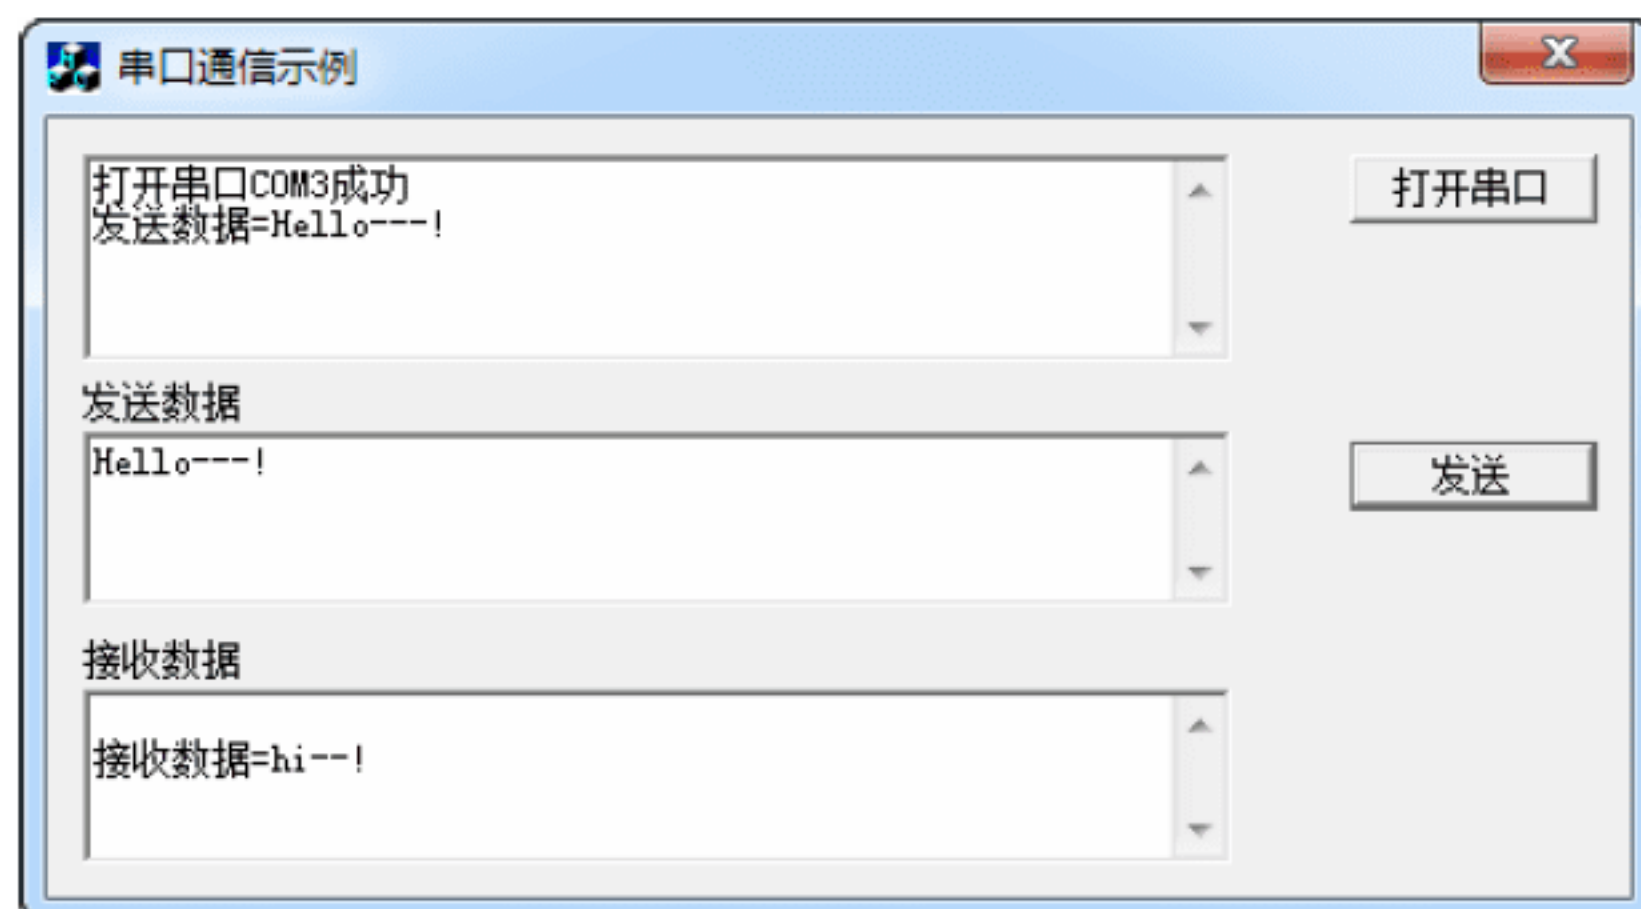 串口通信示例
打开串口COM3成功
发送数据=Hello---!
打开串口
发送数据
Hello---!
发送
接收数据
接收数据=hi--!